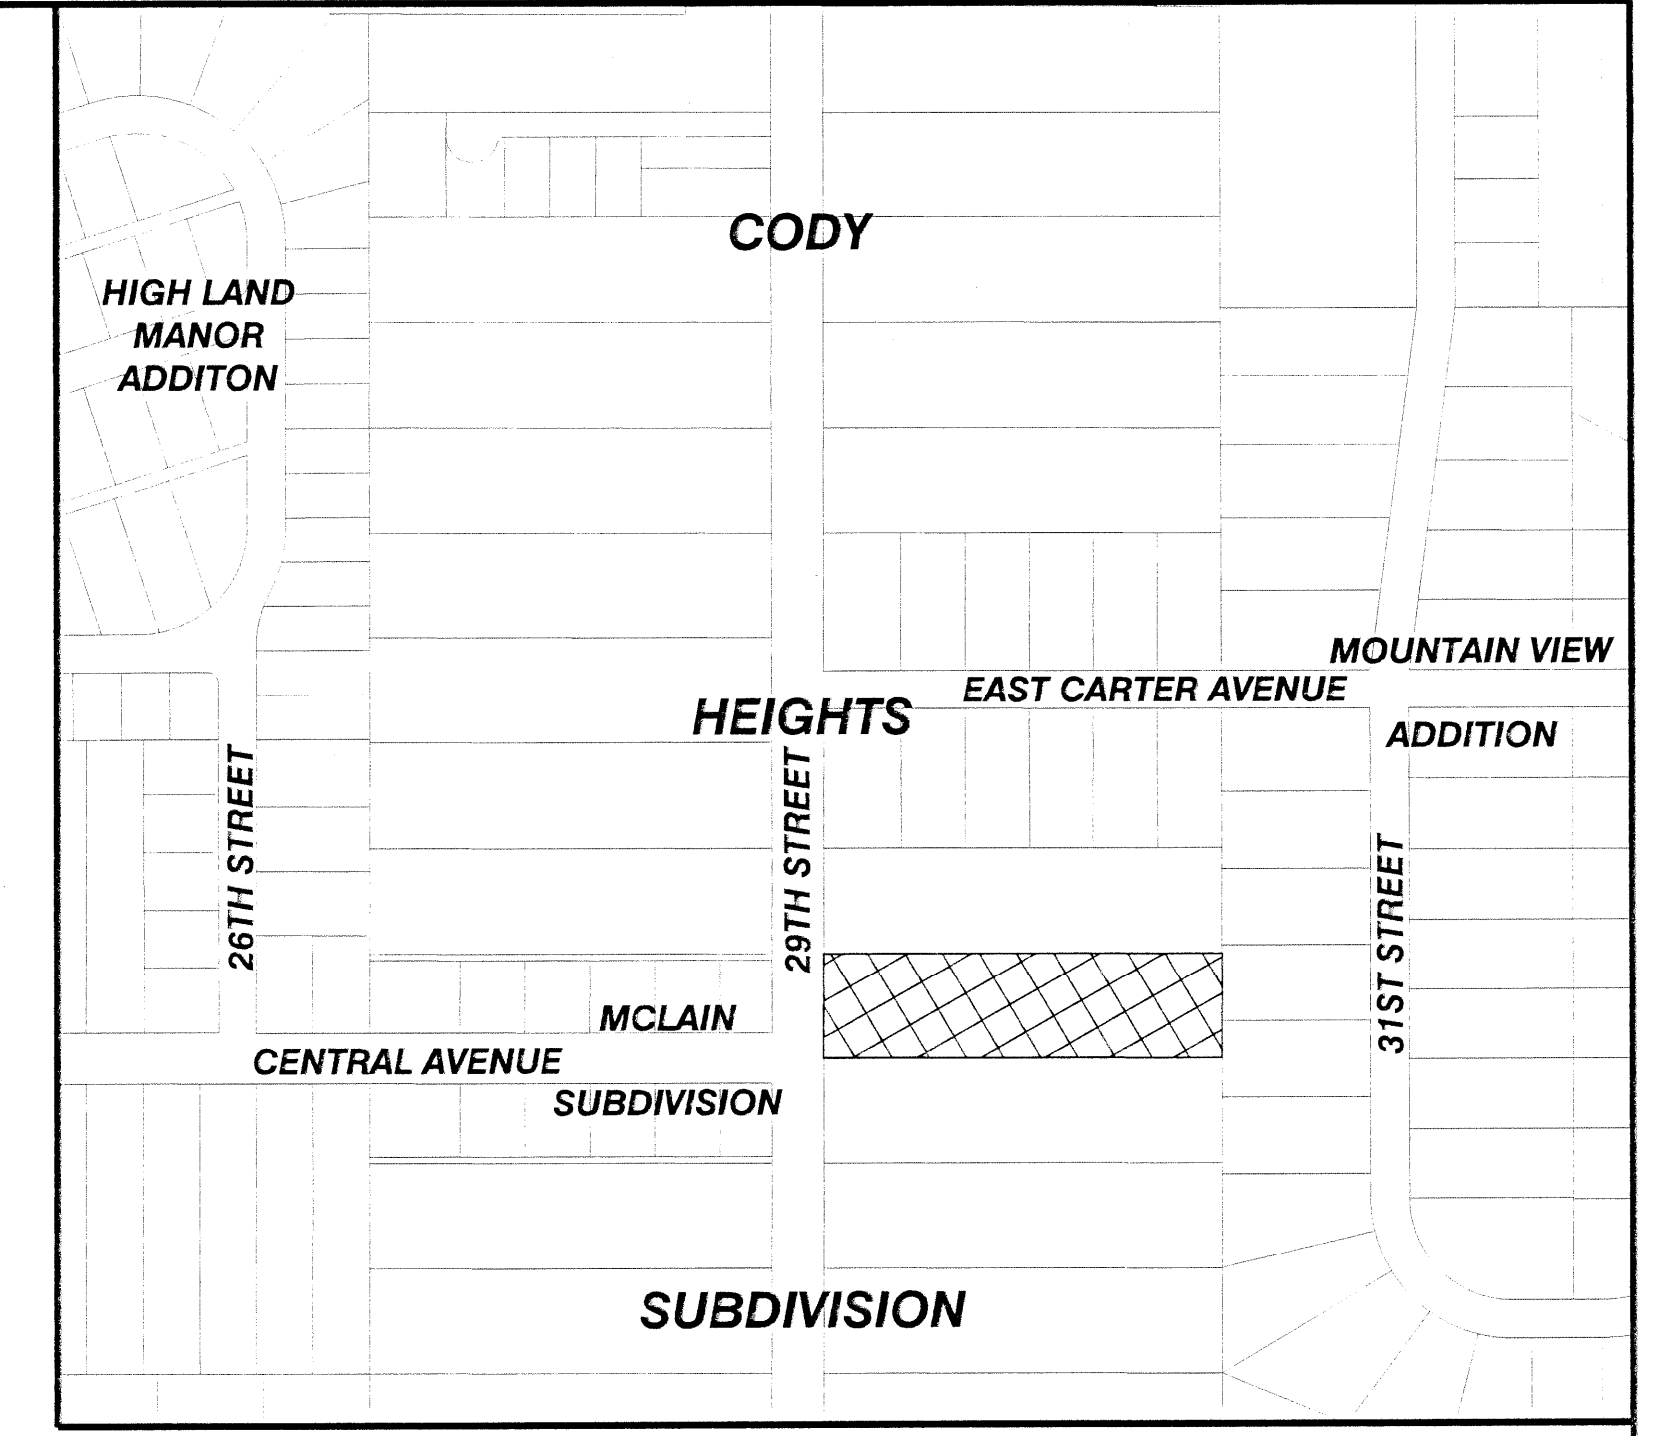 CODY
HIGH LAND
MANOR
ADDITON
MOUNTAIN VIEW
EAST CARTER AVENUE
HEIGHTS
ADDITION
26TH STREET
29TH STREET
31ST STREET
MCLAIN
CENTRAL AVENUE
SUBDIVISION
SUBDIVISION